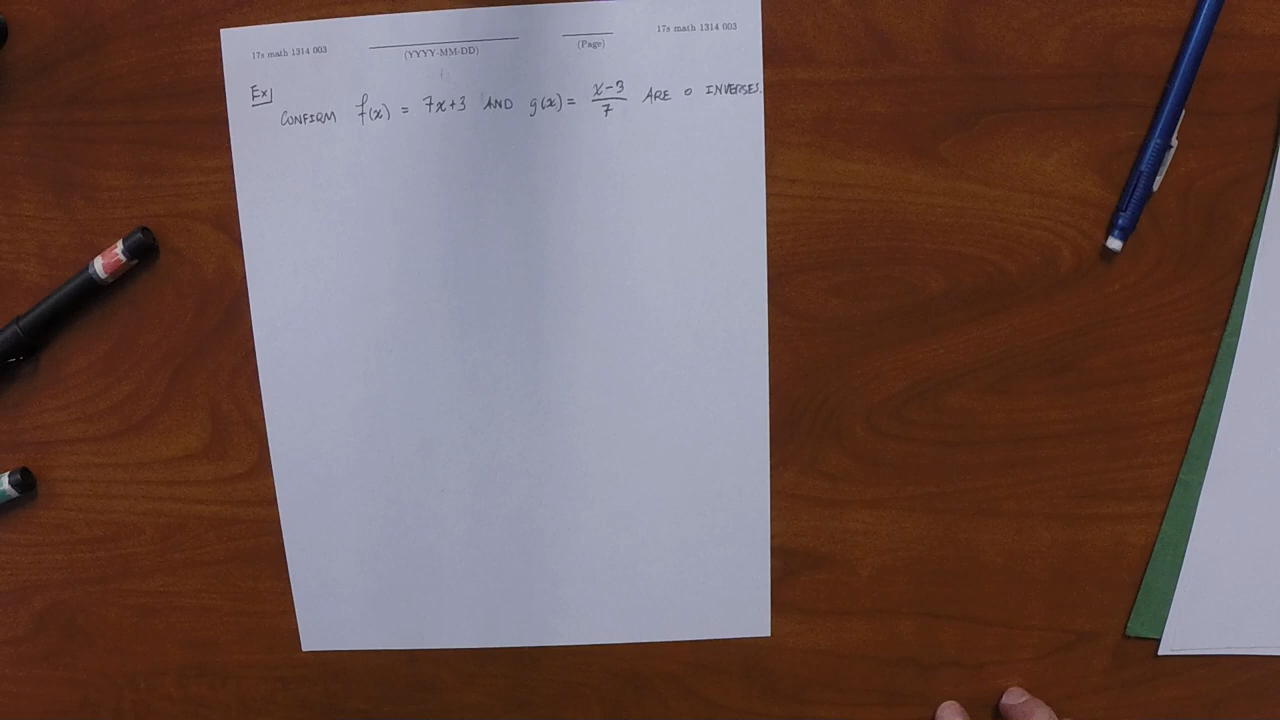 17s math 1314 003 (YYYY-MM-DD) (Page) 17s math 1314 003
Ex|
CONFIRM f(x) = 7x+3 AND g(x) = \frac{x-3}{7} ARE ∘ INVERSES.